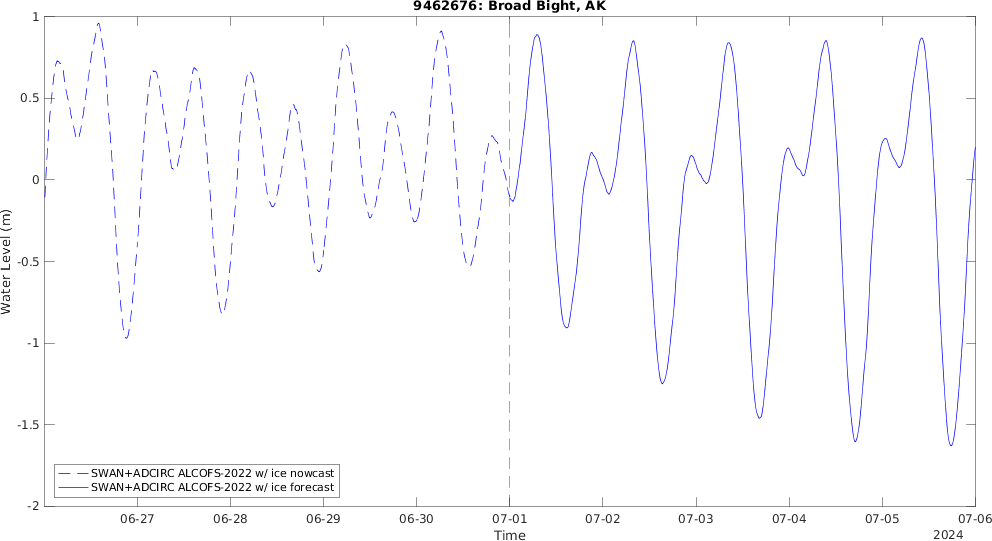 9462676: Broad Bight, AK
1
0.5
0
-0.5
-1
-1.5
-2
Water Level (m)
SWAN+ADCIRC ALCOFS-2022 w/ ice nowcast
SWAN+ADCIRC ALCOFS-2022 w/ ice forecast
06-27 06-28 06-29 06-30 07-01 07-02 07-03 07-04 07-05 07-06
Time
2024